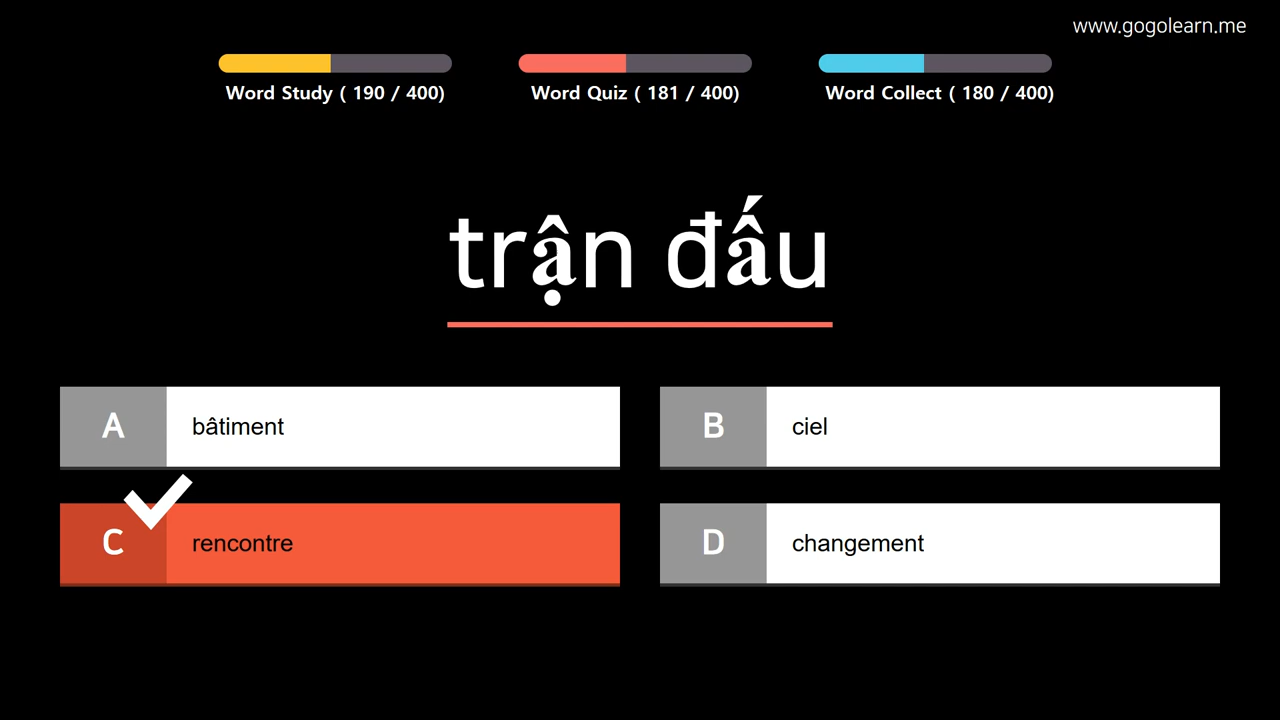 www.gogolearn.me
Word Study ( 190 / 400)
Word Quiz ( 181 / 400)
Word Collect ( 180 / 400)
trận đấu
A bâtiment
B ciel
C rencontre
D changement